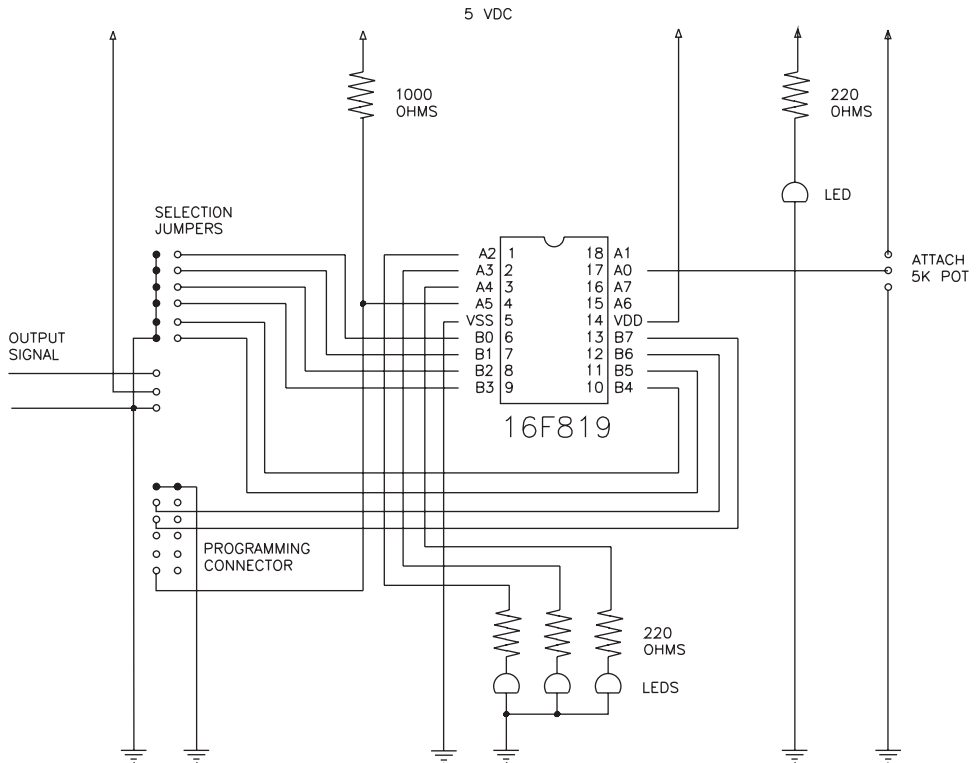 5 VDC
1000
OHMS
220
OHMS
LED
SELECTION
JUMPERS
ATTACH
5K POT
OUTPUT
SIGNAL
A2 1 18 A1
A3 2 17 A0
A4 3 16 A7
A5 4 15 A6
VSS 5 14 VDD
B0 6 13 B7
B1 7 12 B6
B2 8 11 B5
B3 9 10 B4
16F819
PROGRAMMING
CONNECTOR
220
OHMS
LEDS